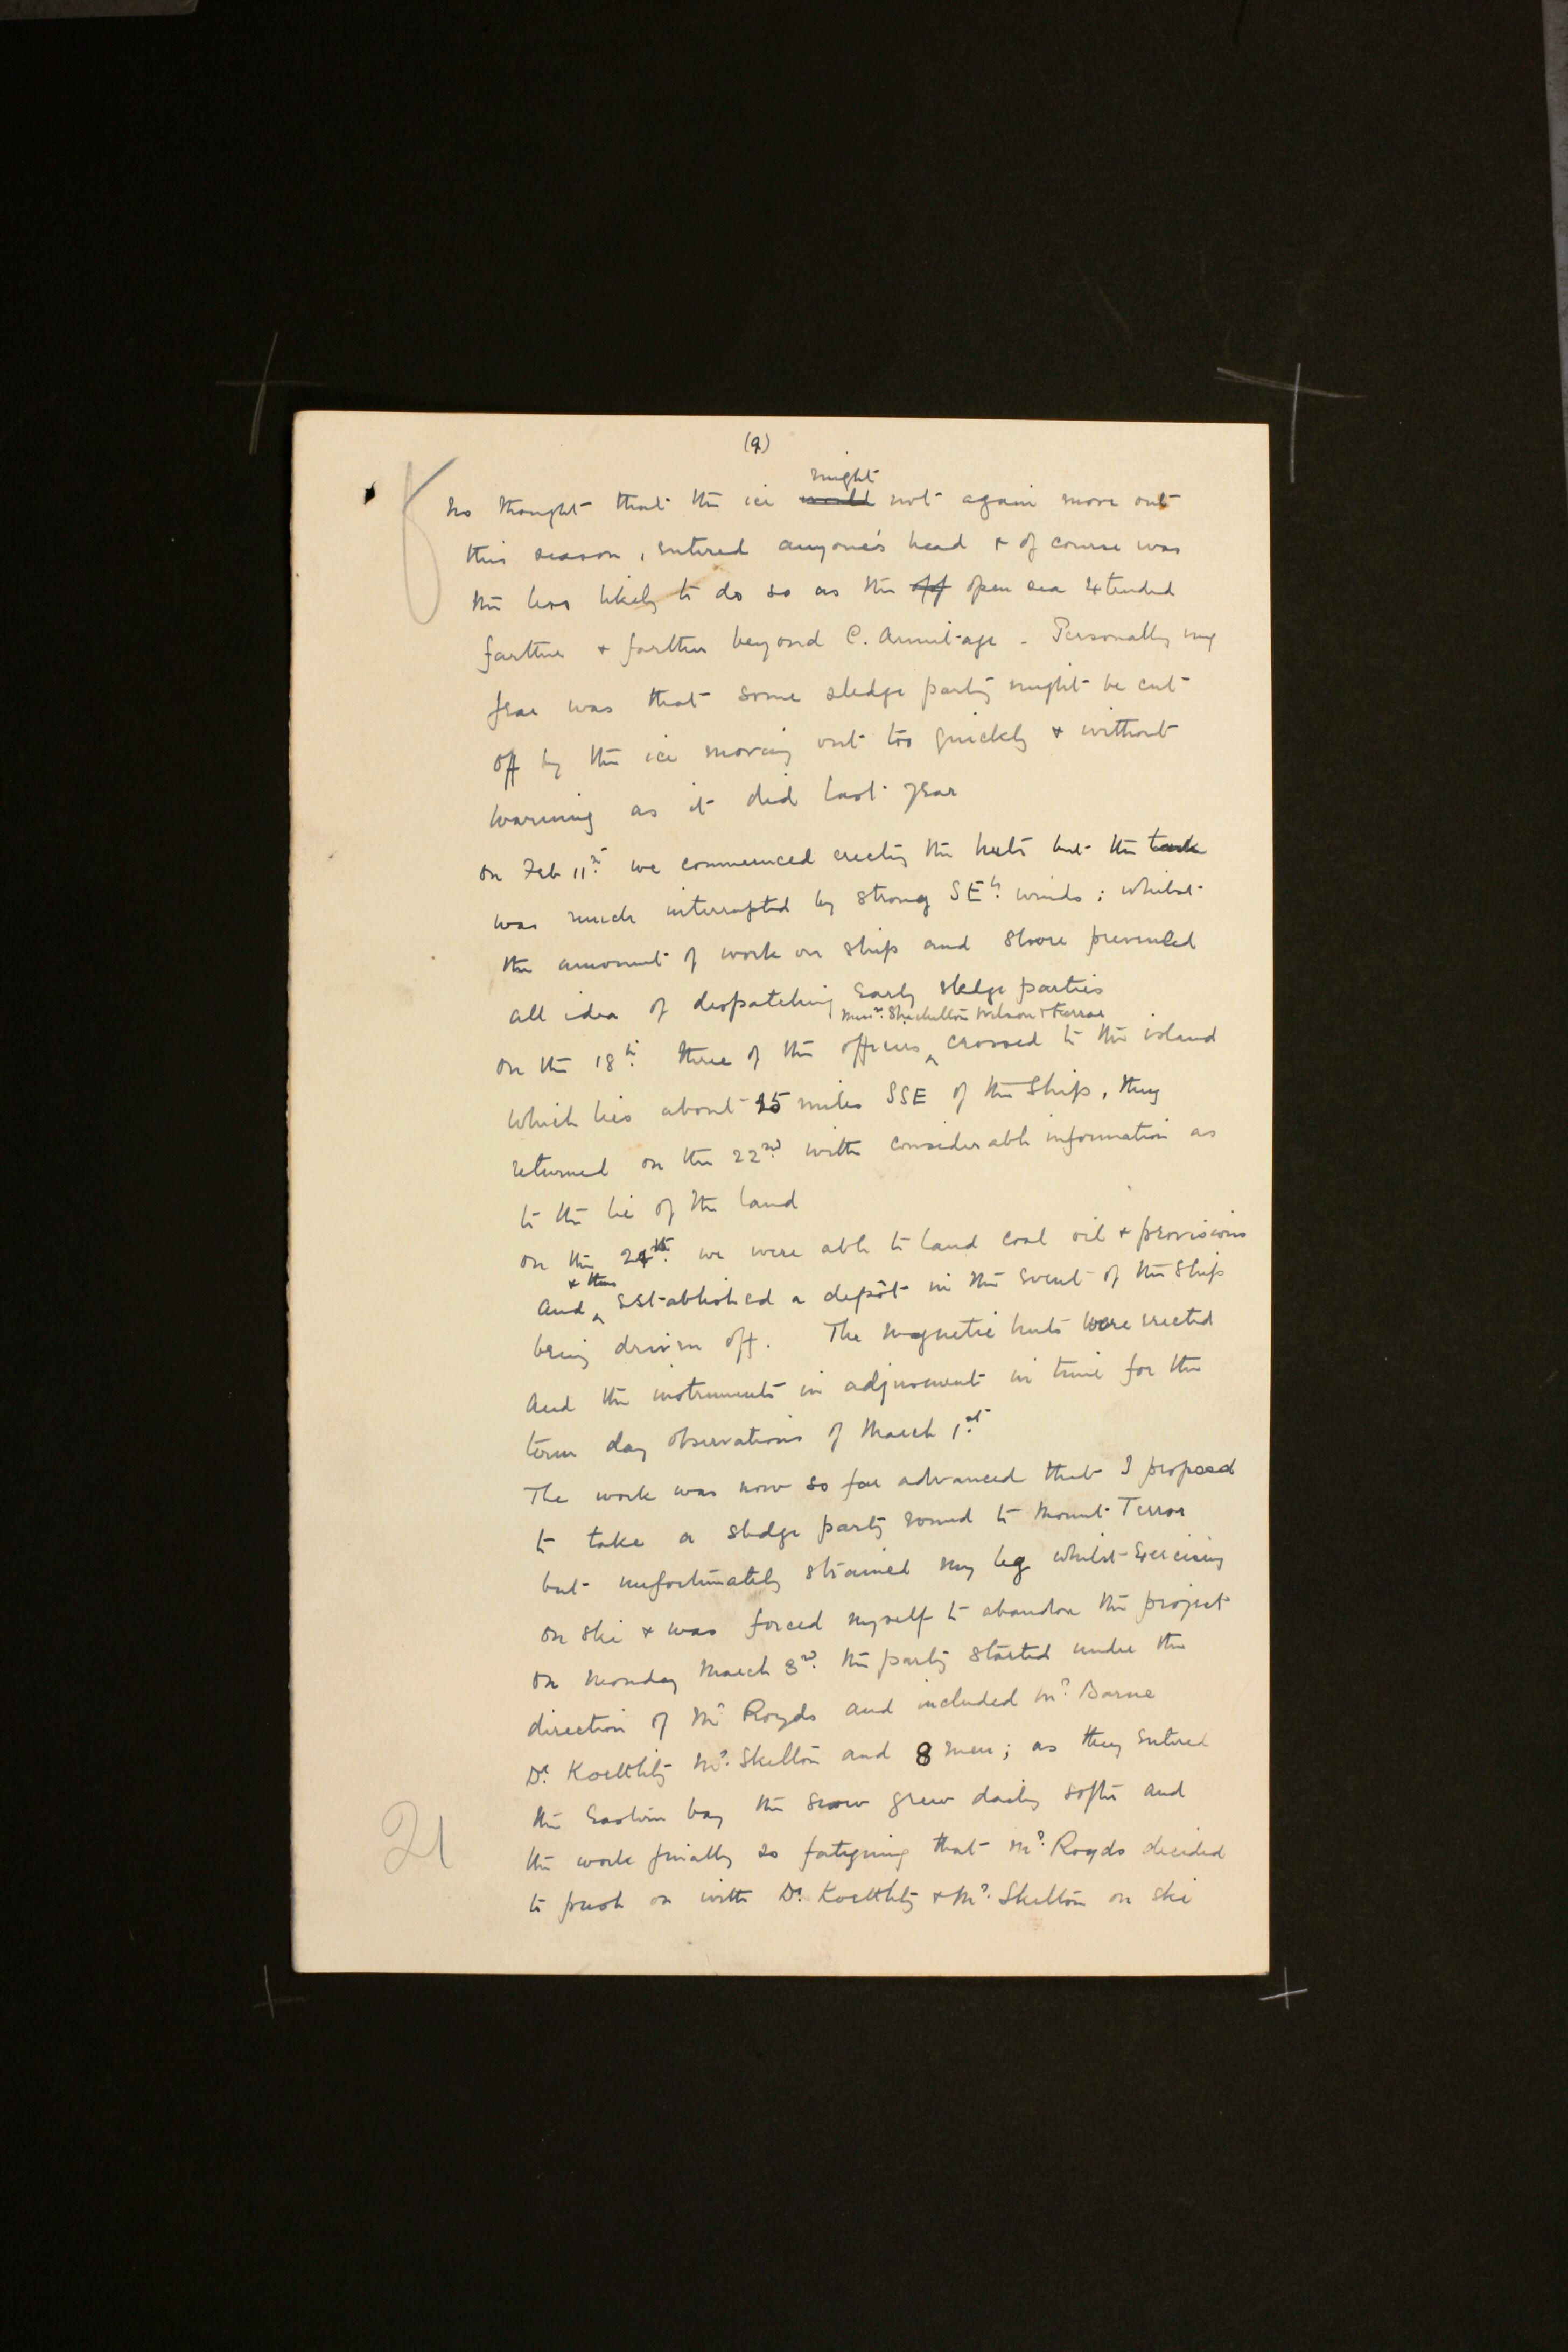 (9)
might
No thought that the ice would not again move out
this season, entered anyone's head & of course was
the less likely to do so as the off open sea extended
farther & farther beyond C. Armitage - Personally my
fear was that some sledge party might be cut
off by the ice moving out too quickly & without
warning as it did last year
On Feb 11th we commenced erecting the huts but the task
was much interrupted by strong SEly winds; whilst
the amount of work on ship and shore prevented
all idea of despatching early sledge parties
Messrs. Shackleton Wilson & Ferrar
On the 18th three of the officers ^ crossed to the island
which lies about 15 miles SSE of the Ship, they
returned on the 22nd with considerable information as
to the lie of the land
On the 24th we were able to land coal oil & provisions
& thus
And ^ established a depôt in the event of the ship
being driven off. The magnetic huts were erected
And the instruments in adjustment in time for the
term day observations of March 1st
The work was now so far advanced that I proposed
to take a sledge party round to Mount Terror
but unfortunately strained my leg whilst exercising
on ski & was forced myself to abandon the project
On Monday March 3rd the party started under the
direction of Mr Royds and included Mr. Barne
Dr. Koettlitz Mr. Skelton and 8 men; as they entered
the Eastern bay the snow grew daily softer and
the work finally so fatiguing that Mr. Royds decided
to push on with Dr. Koettlitz & Mr. Skelton on ski
21